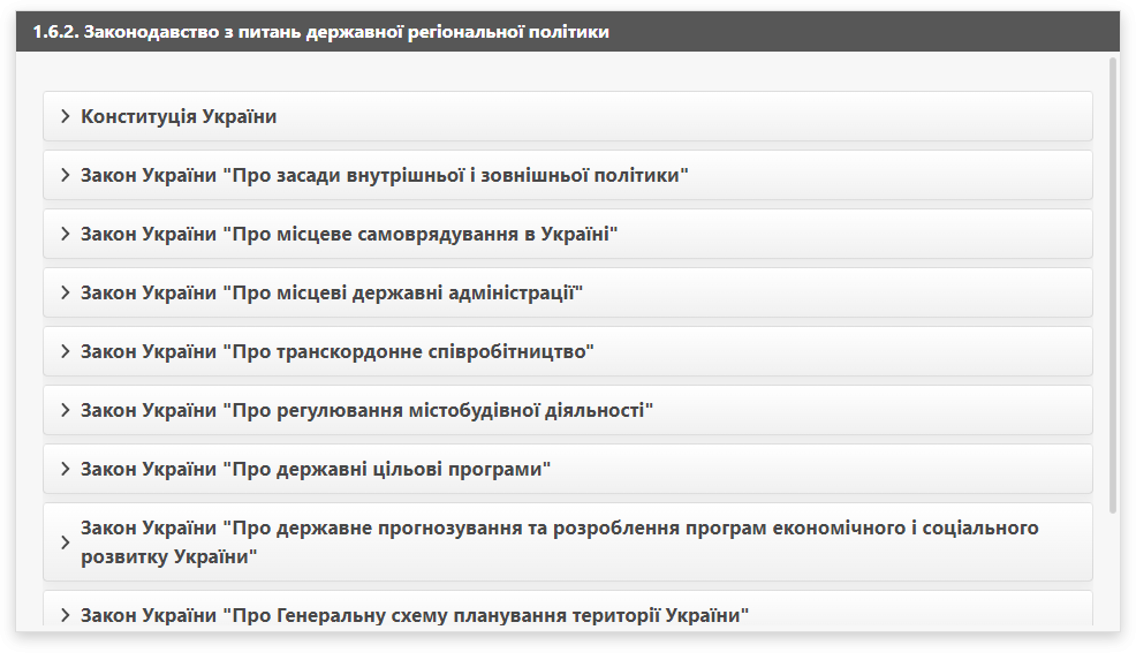 1.6.2. Законодавство з питань державної регіональної політики
Конституція України
Закон України "Про засади внутрішньої і зовнішньої політики"
Закон України "Про місцеве самоврядування в Україні"
Закон України "Про місцеві державні адміністрації"
Закон України "Про транскордонне співробітництво"
Закон України "Про регулювання містобудівної діяльності"
Закон України "Про державні цільові програми"
Закон України "Про державне прогнозування та розроблення програм економічного і соціального
розвитку України"
Закон України "Про Генеральну схему планування території України"